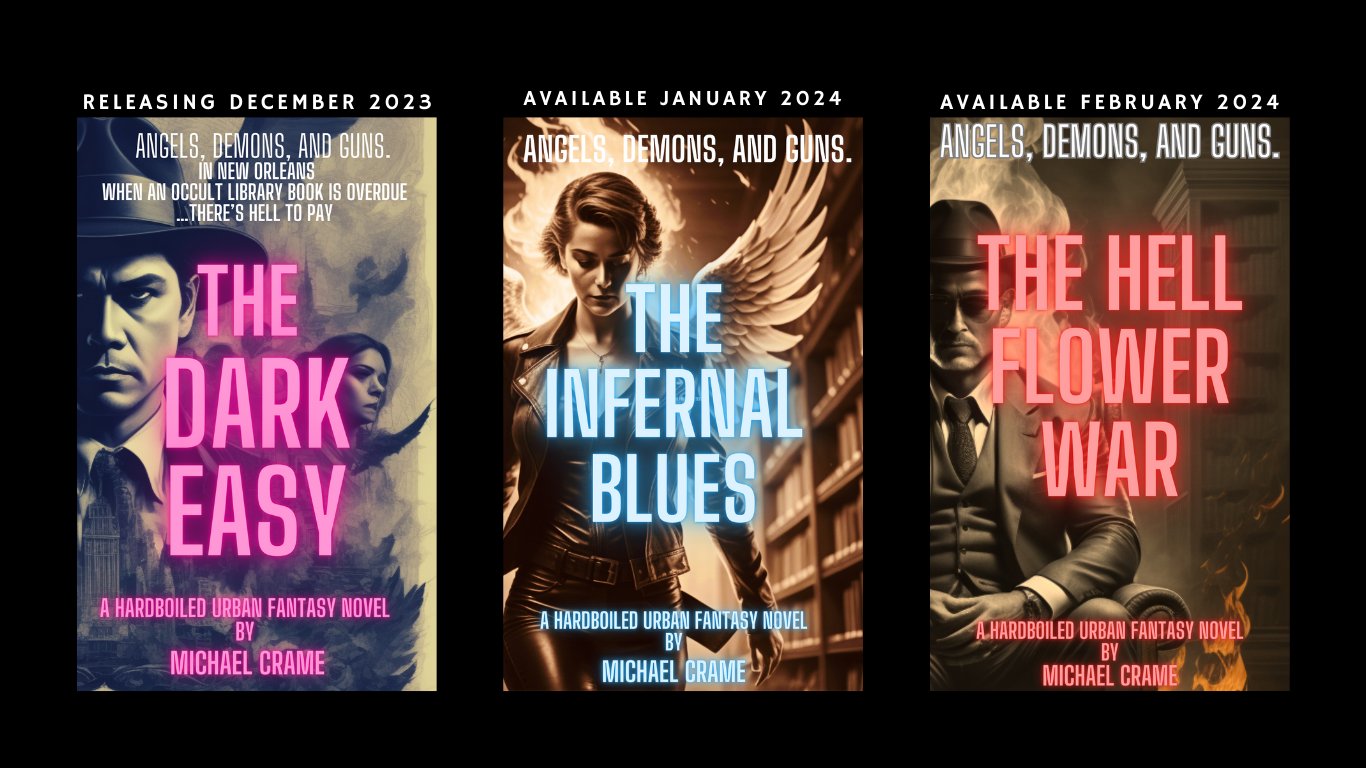 RELEASING DECEMBER 2023
ANGELS, DEMONS, AND GUNS.
IN NEW ORLEANS
WHEN AN OCCULT LIBRARY BOOK IS OVERDUE
...THERE'S HELL TO PAY
THE
DARK
EASY
A HARDBOILED URBAN FANTASY NOVEL
BY
MICHAEL CRAME
AVAILABLE JANUARY 2024
ANGELS, DEMONS, AND GUNS.
THE
INFERNAL
BLUES
A HARDBOILED URBAN FANTASY NOVEL
BY
MICHAEL CRAME
AVAILABLE FEBRUARY 2024
ANGELS, DEMONS, AND GUNS.
THE HELL
FLOWER
WAR
A HARDBOILED URBAN FANTASY NOVEL
BY
MICHAEL CRAME